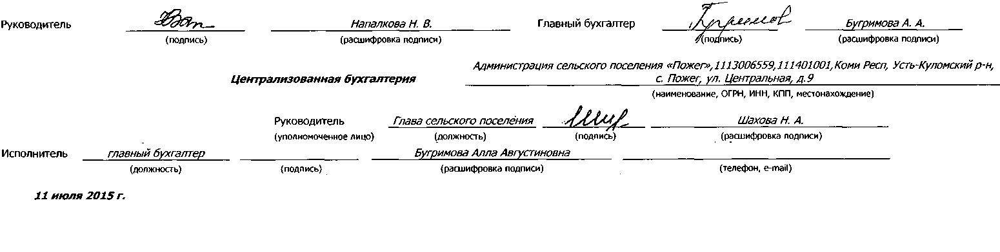 Руководитель Напалкова Н. В. Главный бухгалтер Бугримова А. А.
(подпись) (расшифровка подписи) (подпись) (расшифровка подписи)
Администрация сельского поселения «Пожег»,1113006559,111401001,Коми Респ, Усть-Куломский р-н,
Централизованная бухгалтерия с. Пожег, ул. Центральная, д.9
(наименование, ОГРН, ИНН, КПП, местонахождение)
Руководитель Глава сельского поселения Шахова Н. А.
(уполномоченное лицо) (должность) (подпись) (расшифровка подписи)
Исполнитель главный бухгалтер Бугримова Алла Августиновна
(должность) (подпись) (расшифровка подписи) (телефон, e-mail)
11 июля 2015 г.